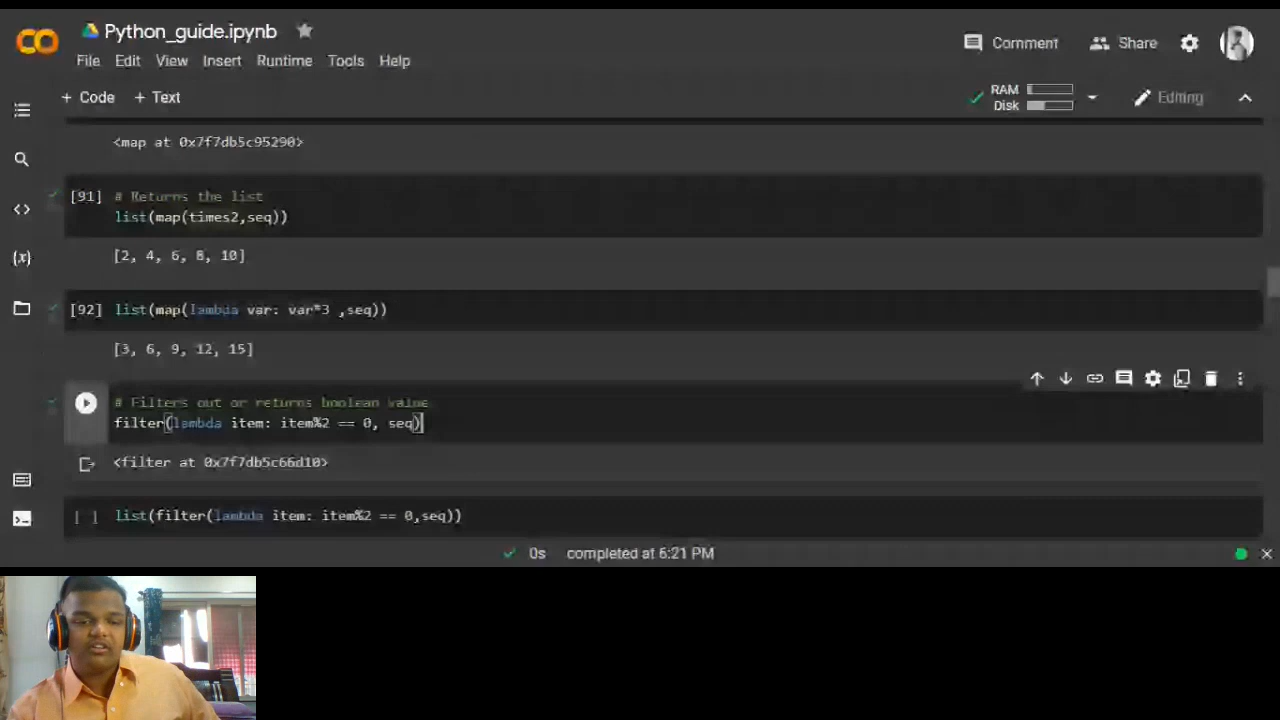 CO
Python_guide.ipynb
File Edit View Insert Runtime Tools Help
Comment Share
+ Code + Text
RAM
Disk
Editing
<map at 0x7f7db5c95290>
[91] # Returns the list
list(map(times2,seq))
[2, 4, 6, 8, 10]
[92] list(map(lambda var: var*3 ,seq))
[3, 6, 9, 12, 15]
# Filters out or returns boolean value
filter(lambda item: item%2 == 0, seq)
<filter at 0x7f7db5c66d10>
[ ] list(filter(lambda item: item%2 == 0,seq))
0s completed at 6:21 PM